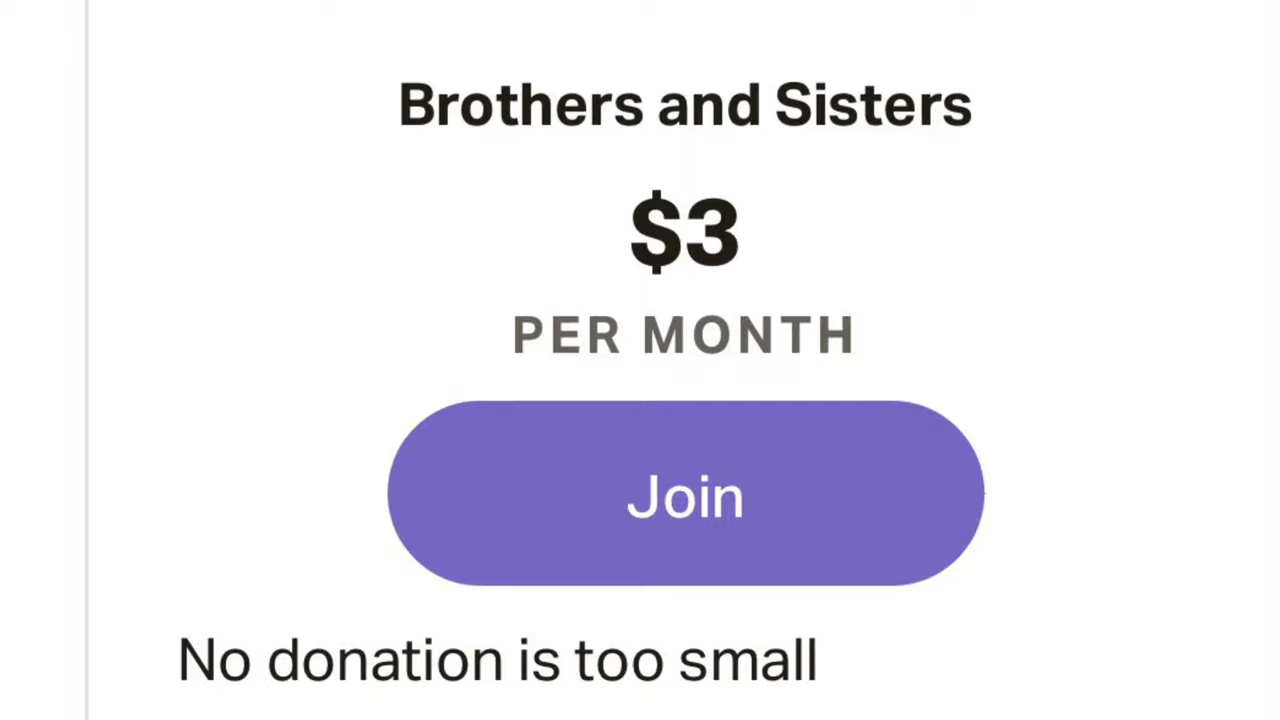 Brothers and Sisters
$3
PER MONTH
Join
No donation is too small